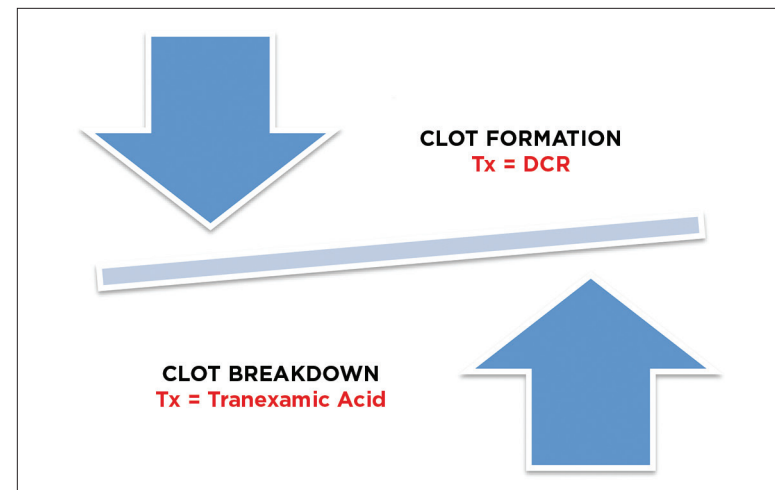 CLOT FORMATION
Tx = DCR
CLOT BREAKDOWN
Tx = Tranexamic Acid